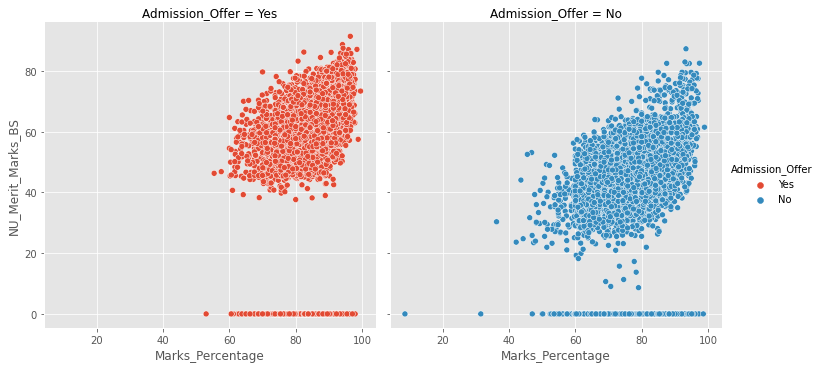 Admission_Offer = Yes
Admission_Offer = No
80
60
40
20
0
NU_Merit_Marks_BS
20
40
60
80
100
20
40
60
80
100
Marks_Percentage
Marks_Percentage
Admission_Offer
Yes
No